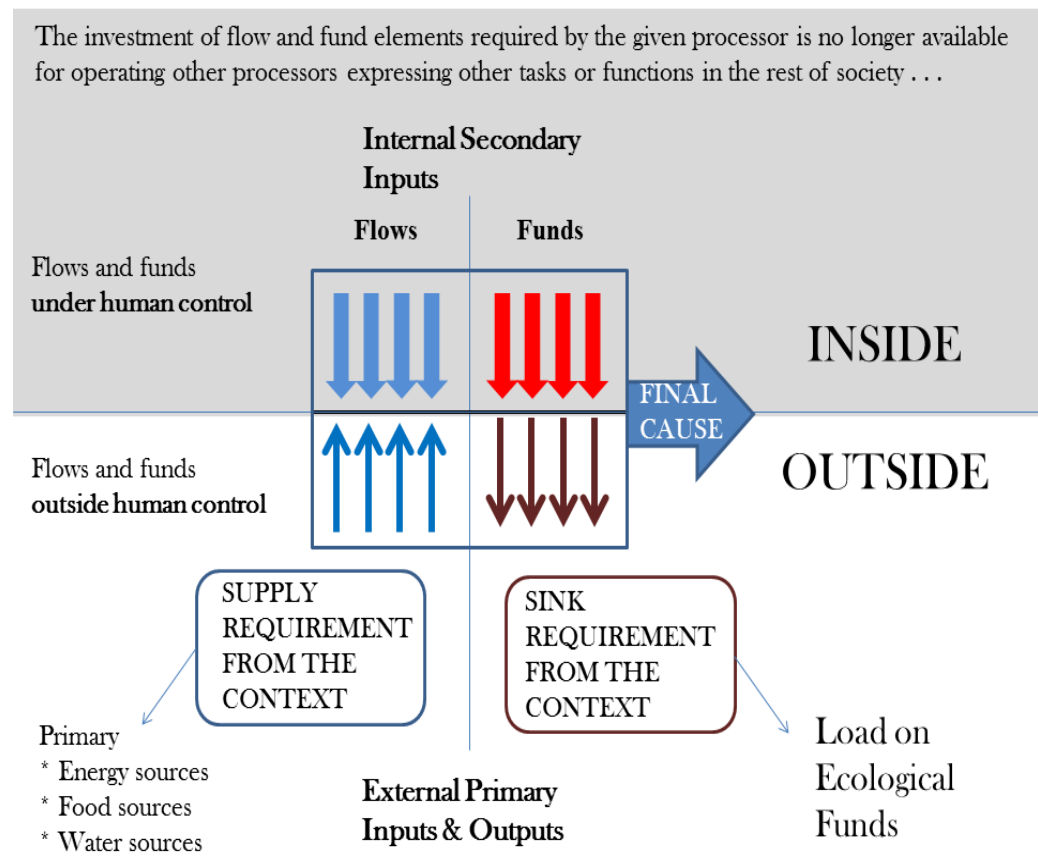 The investment of flow and fund elements required by the given processor is no longer available
for operating other processors expressing other tasks or functions in the rest of society . . .
Internal Secondary
Inputs
Flows
Funds
Flows and funds
under human control
INSIDE
FINAL
CAUSE
Flows and funds
outside human control
OUTSIDE
SUPPLY
REQUIREMENT
FROM THE
CONTEXT
SINK
REQUIREMENT
FROM THE
CONTEXT
Primary
* Energy sources
* Food sources
* Water sources
External Primary
Inputs & Outputs
Load on
Ecological
Funds